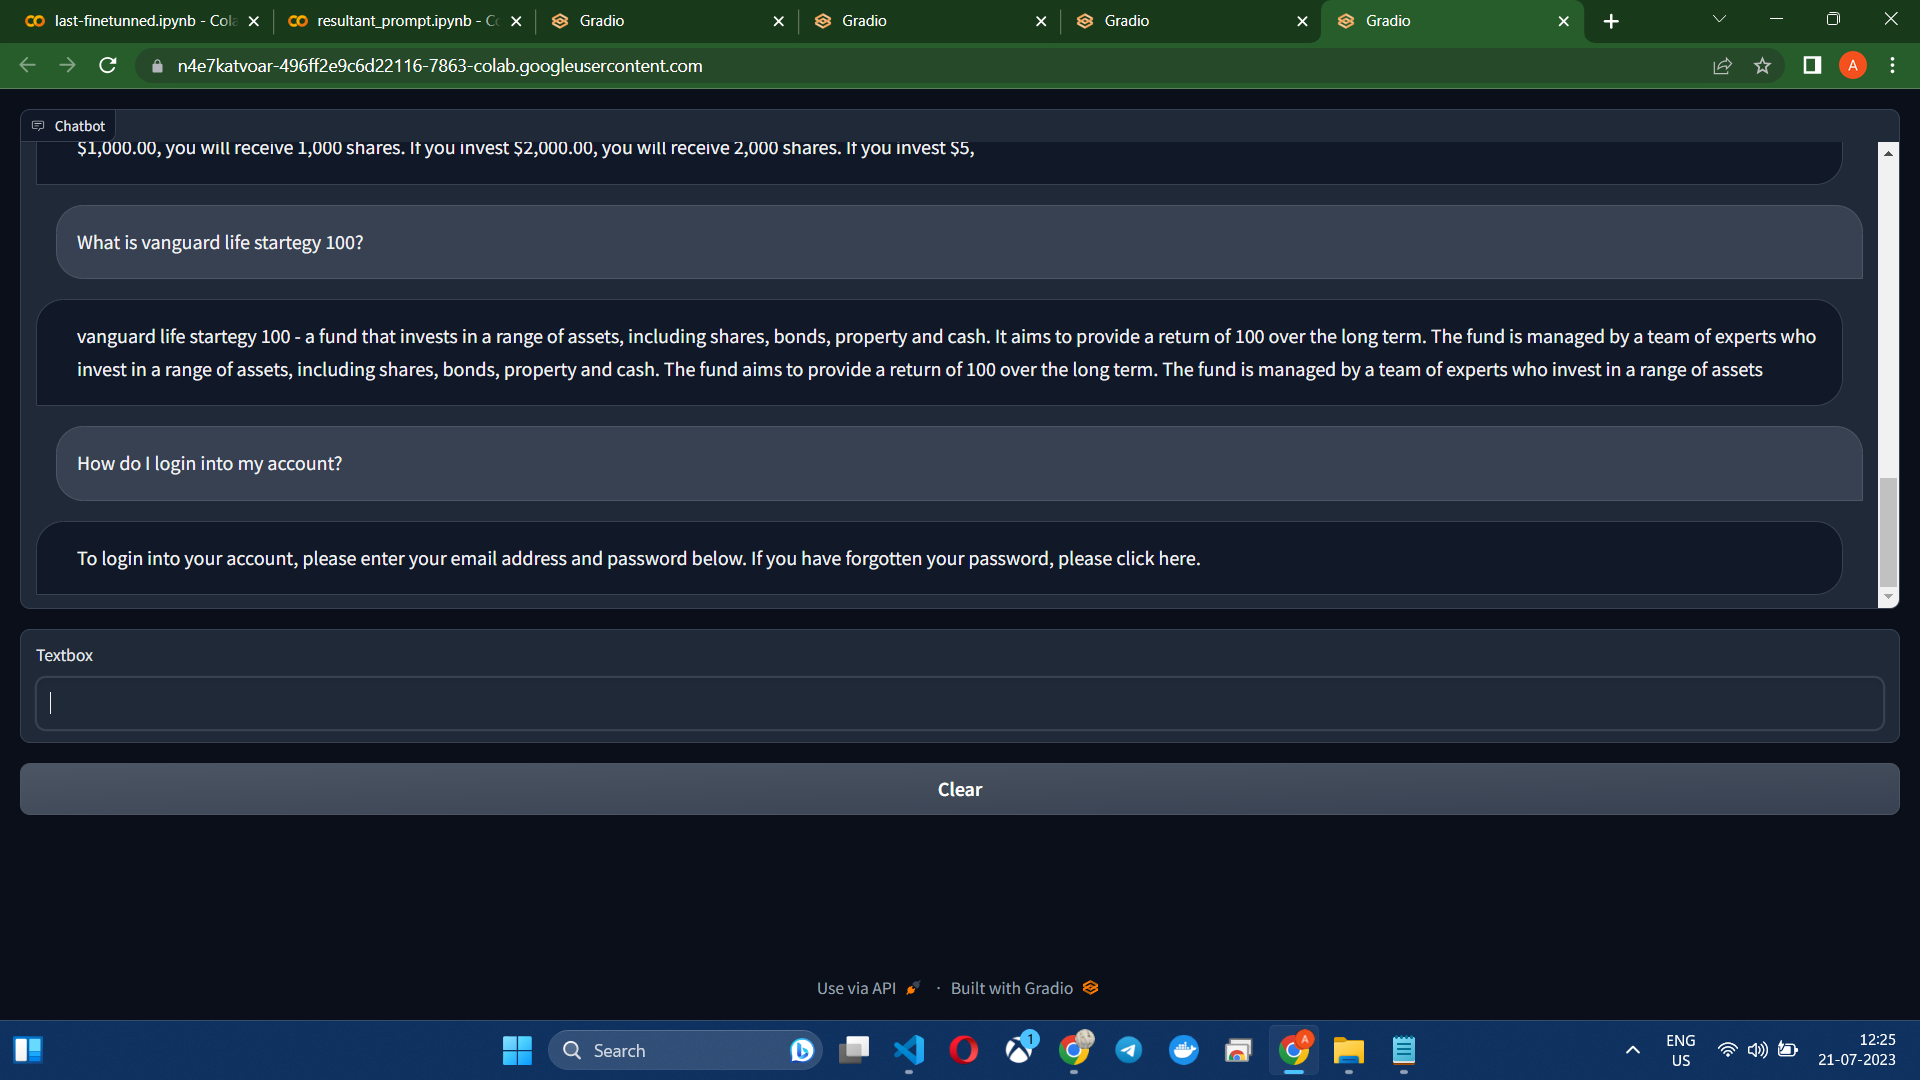 last-finetunned.ipynb - Cola
resultant_prompt.ipynb - Co
Gradio
Gradio
Gradio
Gradio
n4e7katvoar-496ff2e9c6d22116-7863-colab.googleusercontent.com
A
Chatbot
$1,000.00, you will receive 1,000 shares. If you invest $2,000.00, you will receive 2,000 shares. If you invest $5,
What is vanguard life startegy 100?
vanguard life startegy 100 - a fund that invests in a range of assets, including shares, bonds, property and cash. It aims to provide a return of 100 over the long term. The fund is managed by a team of experts who
invest in a range of assets, including shares, bonds, property and cash. The fund aims to provide a return of 100 over the long term. The fund is managed by a team of experts who invest in a range of assets
How do I login into my account?
To login into your account, please enter your email address and password below. If you have forgotten your password, please click here.
Textbox
Clear
Use via API · Built with Gradio
Search
1
A
ENG
US
12:25
21-07-2023